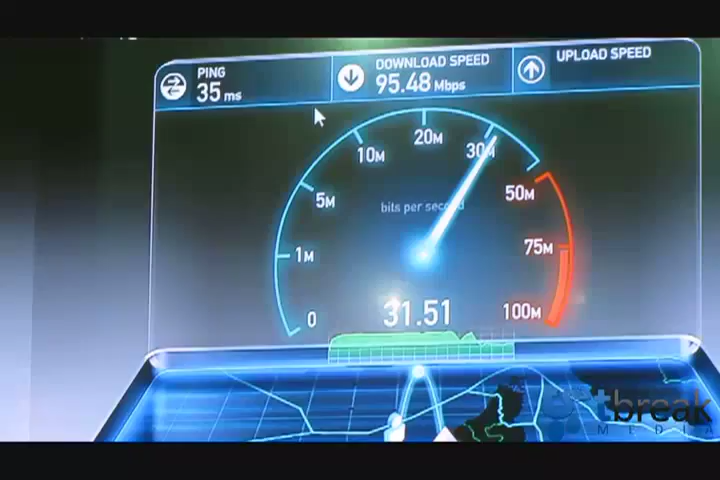 PING
35 ms
DOWNLOAD SPEED
95.48 Mbps
UPLOAD SPEED
20M
10M
30M
5M
50M
bits per second
1M
75M
0
31.51
100M
tbreak
MEDIA